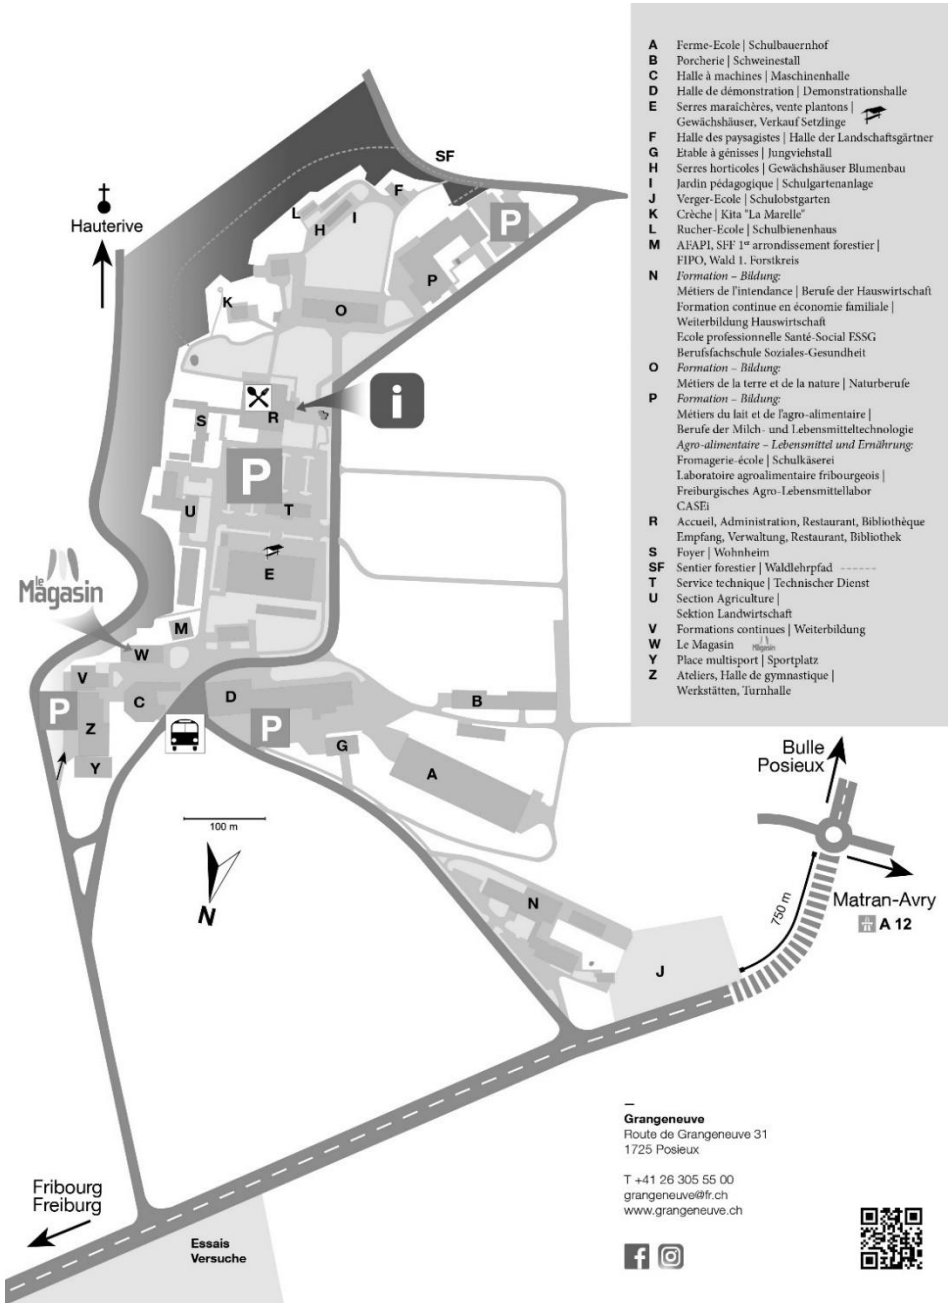 A Ferme-Ecole | Schulbauernhof
B Porcherie | Schweinestall
C Halle à machines | Maschinenhalle
D Halle de démonstration | Demonstrationshalle
E Serres maraîchères, vente plantons |
Gewächshäuser, Verkauf Setzlinge
F Halle des paysagistes | Halle der Landschaftsgärtner
G Etable à génisses | Jungviehstall
H Serres horticoles | Gewächshäuser Blumenbau
I Jardin pédagogique | Schulgartenanlage
J Verger-Ecole | Schulobstgarten
K Crèche | Kita "La Marelle"
L Rucher-Ecole | Schulbienenhaus
M AFAPI, SFF 1er arrondissement forestier |
FIPO, Wald 1. Forstkreis
N Formation – Bildung:
Métiers de l'intendance | Berufe der Hauswirtschaft
Formation continue en économie familiale |
Weiterbildung Hauswirtschaft
Ecole professionnelle Santé-Social ESSG
Berufsfachschule Soziales-Gesundheit
O Formation – Bildung:
Métiers de la terre et de la nature | Naturberufe
P Formation – Bildung:
Métiers du lait et de l'agro-alimentaire |
Berufe der Milch- und Lebensmitteltechnologie
Agro-alimentaire – Lebensmittel und Ernährung:
Fromagerie-école | Schulkäserei
Laboratoire agroalimentaire fribourgeois |
Freiburgisches Agro-Lebensmittellabor
CASEi
R Accueil, Administration, Restaurant, Bibliothèque
Empfang, Verwaltung, Restaurant, Bibliothek
S Foyer | Wohnheim
SF Sentier forestier | Waldlehrpfad ------
T Service technique | Technischer Dienst
U Section Agriculture |
Sektion Landwirtschaft
V Formations continues | Weiterbildung
W Le Magasin Magasin
Y Place multisport | Sportplatz
Z Ateliers, Halle de gymnastique |
Werkstätten, Turnhalle
SF
Hauterive
F
L
I
H
P
P
K
O
i
R
S
P
U
T
E
le
Magasin
M
W
V
C
D
P
P
B
Z
G
Y
A
100 m
N
N
J
Bulle
Posieux
750 m
Matran-Avry
A 12
–
Grangeneuve
Route de Grangeneuve 31
1725 Posieux
T +41 26 305 55 00
grangeneuve@fr.ch
www.grangeneuve.ch
Fribourg
Freiburg
Essais
Versuche